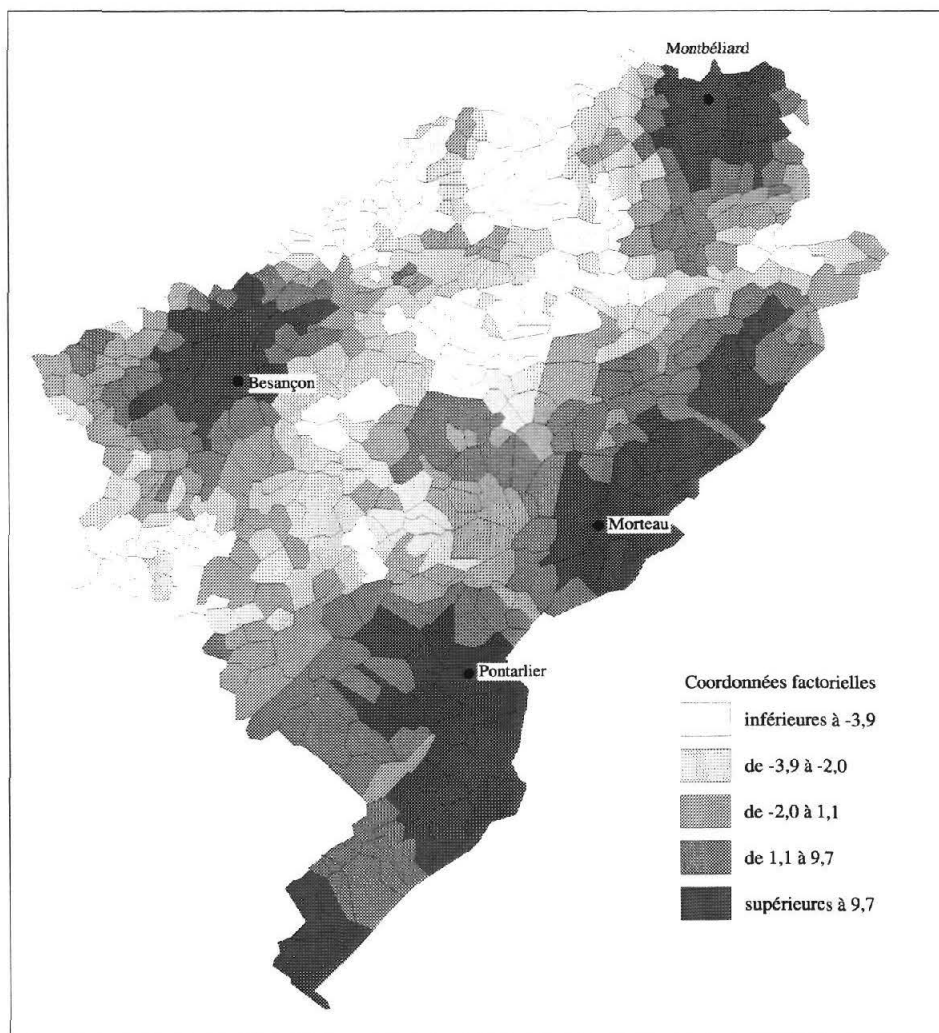 Montbéliard
Besançon
Morteau
Pontarlier
Coordonnées factorielles
inférieures à -3,9
de -3,9 à -2,0
de -2,0 à 1,1
de 1,1 à 9,7
supérieures à 9,7